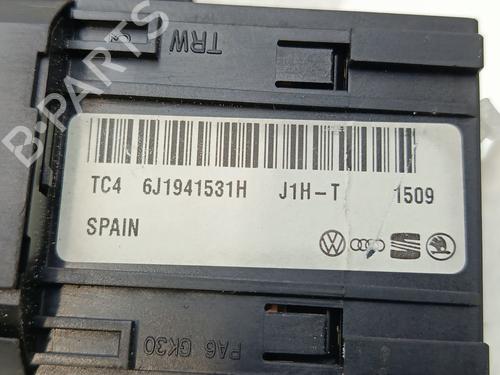 TRW
B-PARTS
TC4 6J1941531H J1H-T 1509
SPAIN
PA6 GK30